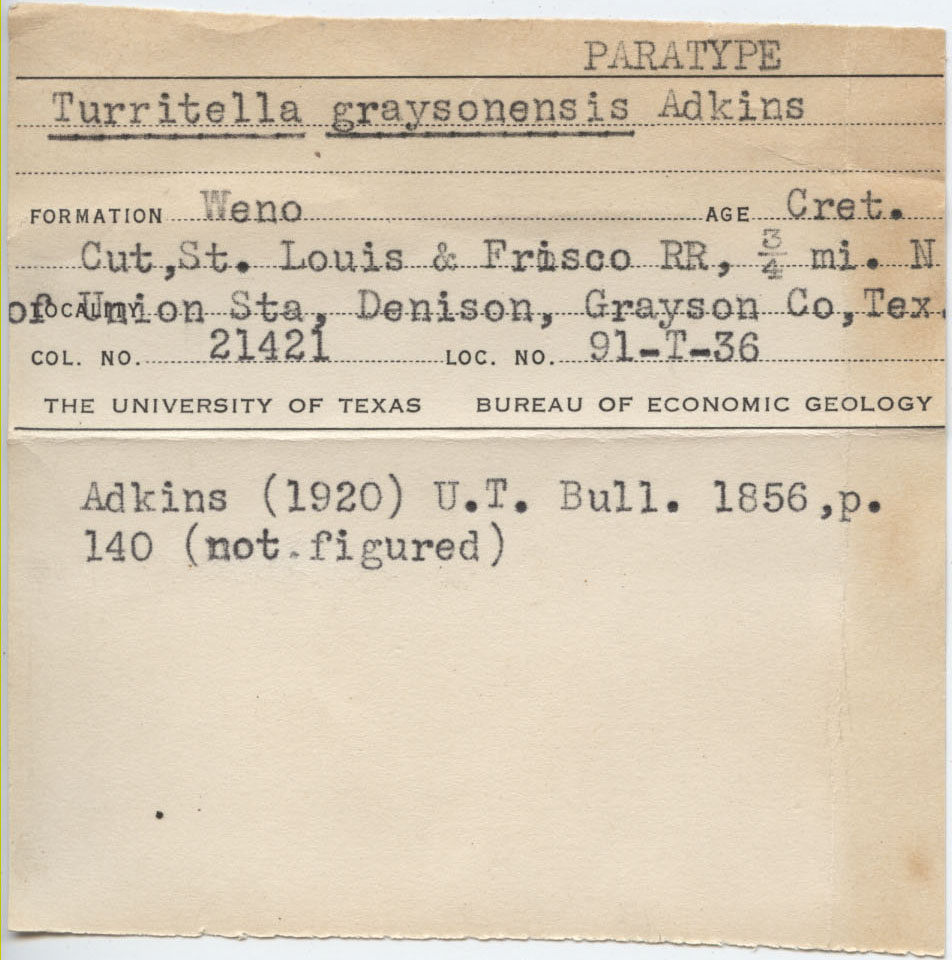 PARATYPE
Turritella graysonensis Adkins
FORMATION Weno AGE Cret.
Cut,St. Louis & Frisco RR, 3/4 mi. N
LOCALITY of Union Sta, Denison, Grayson Co,Tex.
COL. NO. 21421 LOC. NO. 91-T-36
THE UNIVERSITY OF TEXAS BUREAU OF ECONOMIC GEOLOGY
Adkins (1920) U.T. Bull. 1856,p.
140 (not.figured)